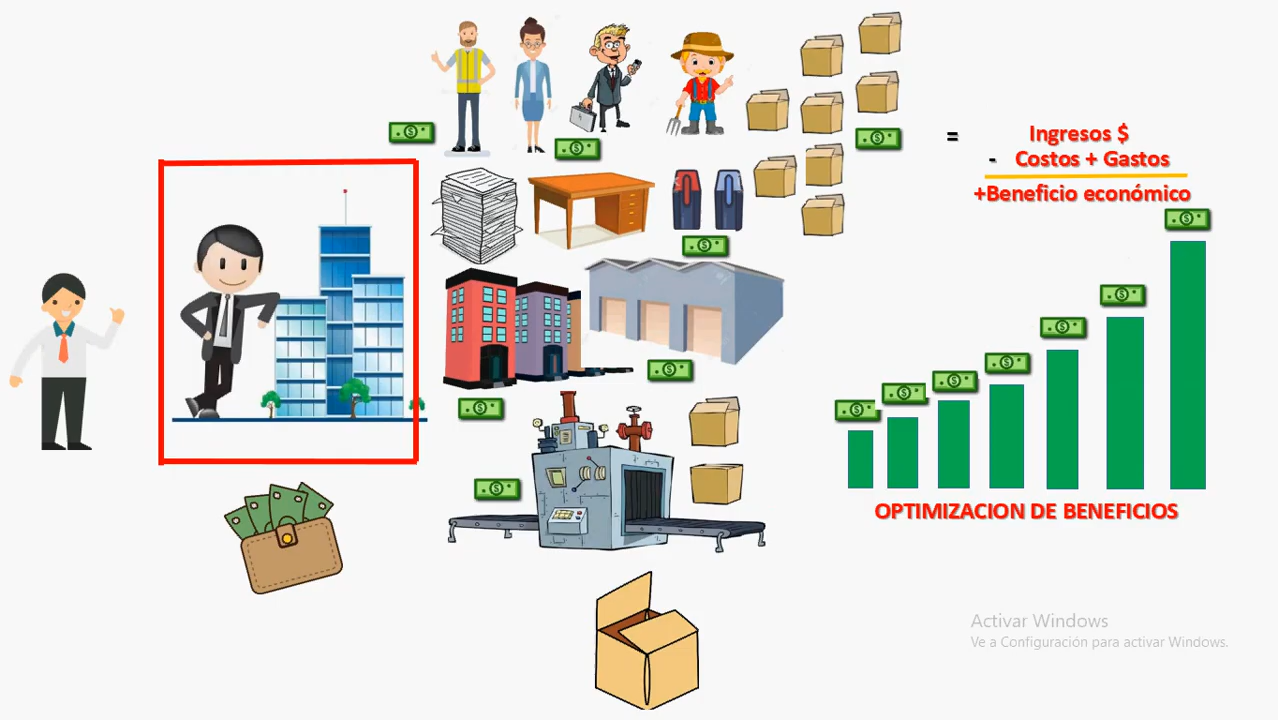 = Ingresos $
- Costos + Gastos
+Beneficio económico
OPTIMIZACION DE BENEFICIOS
Activar Windows
Ve a Configuración para activar Windows.